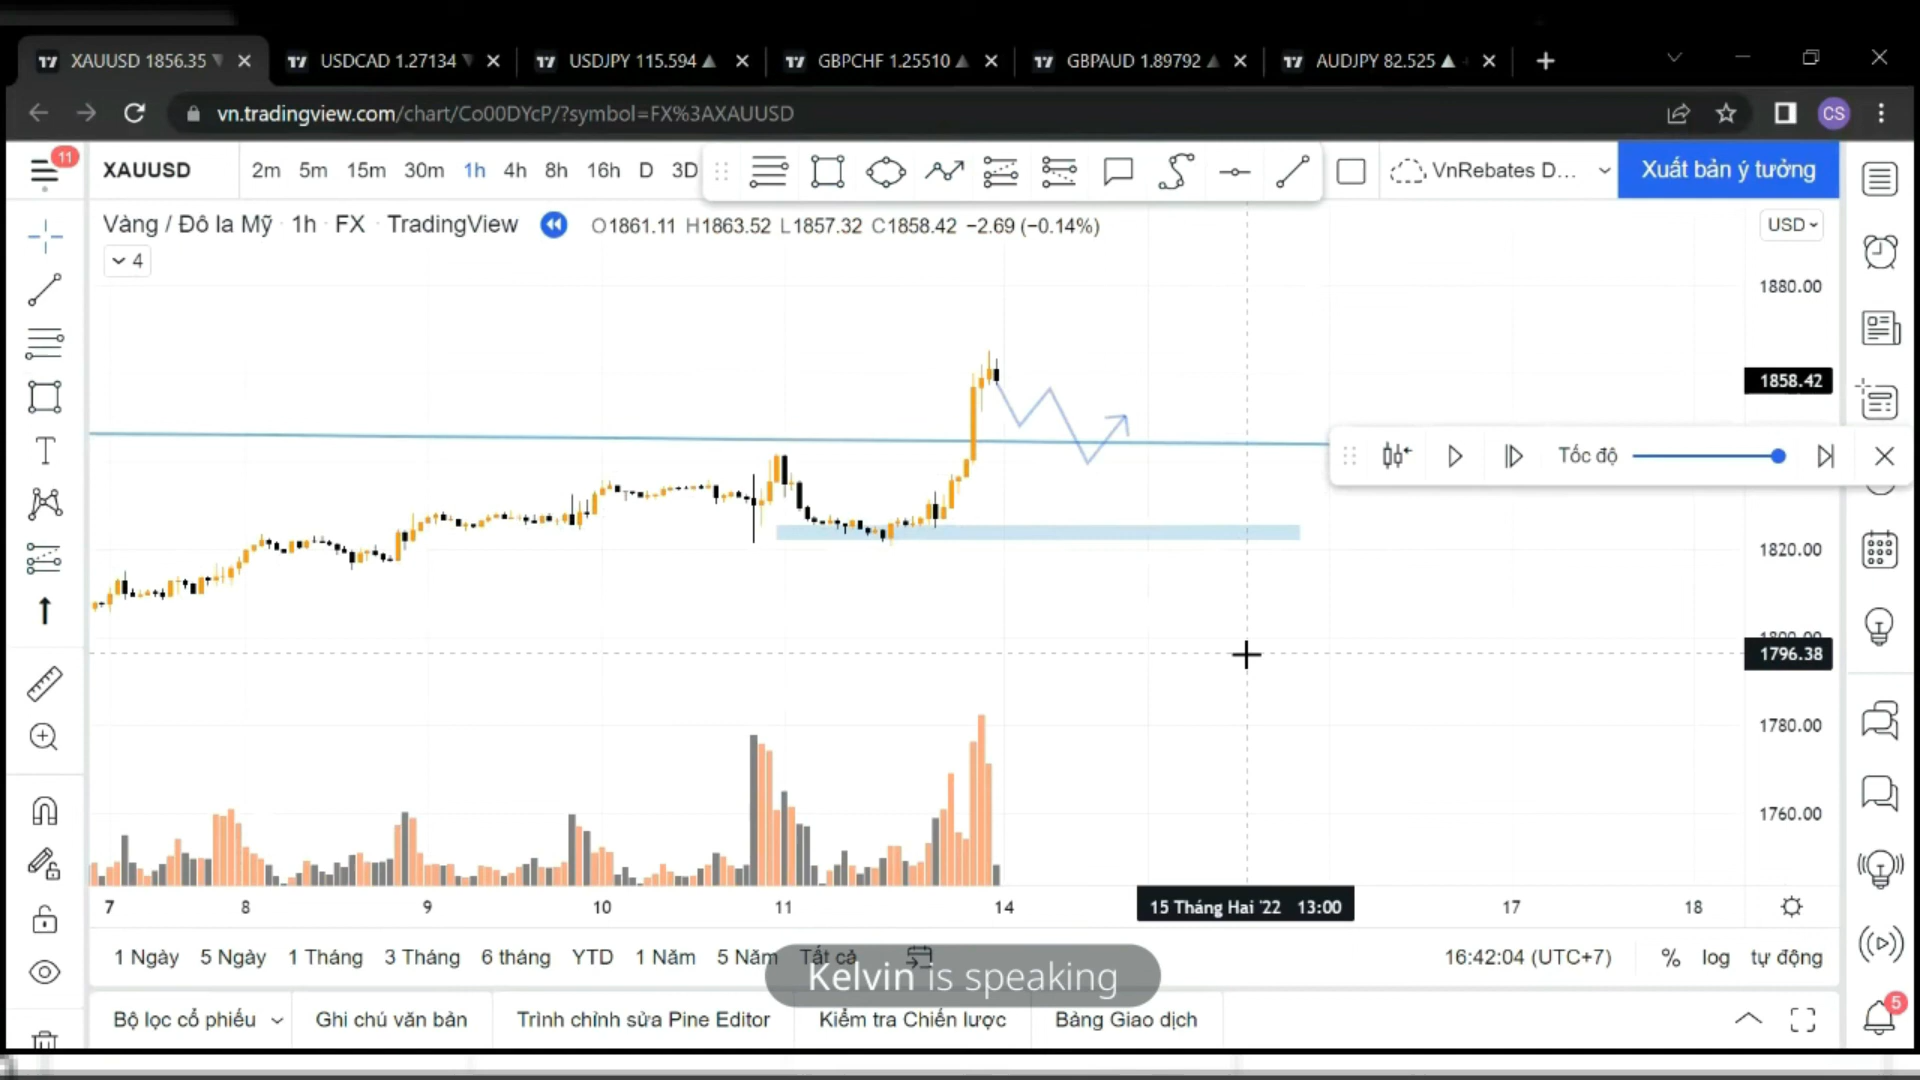 XAUUSD 1856.35 ▼
USDCAD 1.27134 ▼
USDJPY 115.594 ▲
GBPCHF 1.25510 ▲
GBPAUD 1.89792 ▲
AUDJPY 82.525 ▲
vn.tradingview.com/chart/Co00DYcP/?symbol=FX%3AXAUUSD
CS
11
XAUUSD 2m 5m 15m 30m 1h 4h 8h 16h D 3D
VnRebates D...
Xuất bản ý tưởng
Vàng / Đô la Mỹ · 1h · FX · TradingView
O1861.11 H1863.52 L1857.32 C1858.42 −2.69 (−0.14%)
USD
4
1880.00
1858.42
Tốc độ
1820.00
1800.00
1796.38
1780.00
1760.00
7 8 9 10 11 14 15 Tháng Hai '22 13:00 17 18
1 Ngày 5 Ngày 1 Tháng 3 Tháng 6 tháng YTD 1 Năm 5 Năm Tất cả
16:42:04 (UTC+7) % log tự động
Kelvin is speaking
Bộ lọc cổ phiếu Ghi chú văn bản Trình chỉnh sửa Pine Editor Kiểm tra Chiến lược Bảng Giao dịch
5